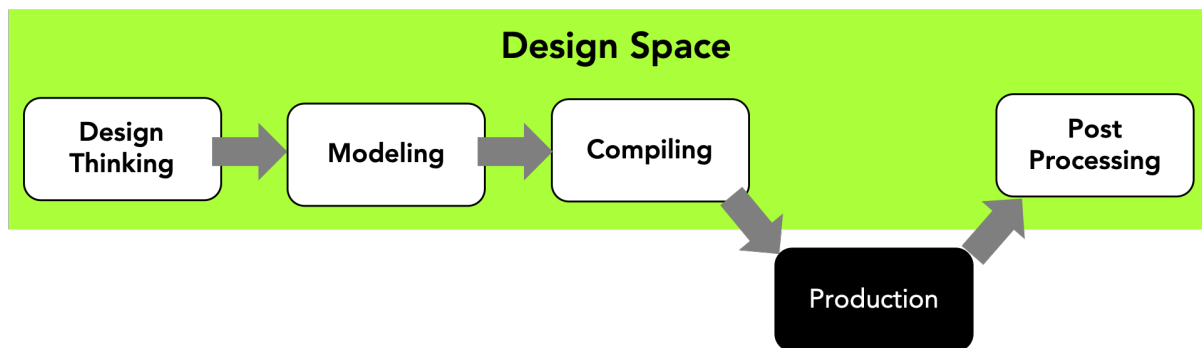 Design Space
Design
Thinking
Modeling
Compiling
Production
Post
Processing